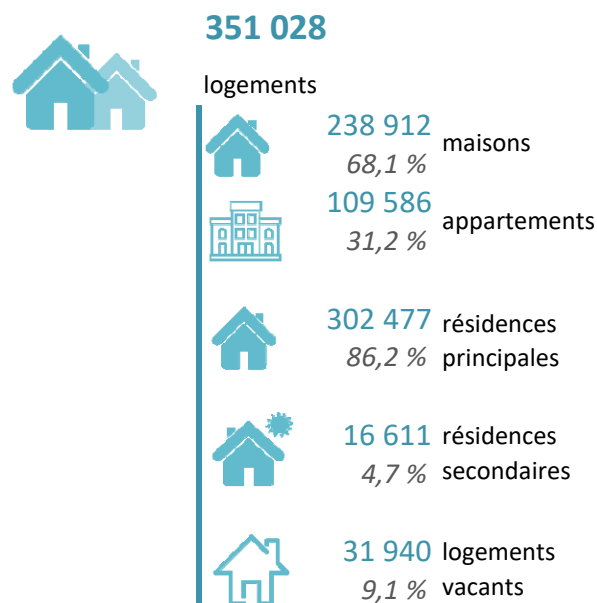 351 028
logements
238 912
68,1 %
maisons
109 586
31,2 %
appartements
302 477 résidences
86,2 % principales
16 611 résidences
4,7 % secondaires
31 940 logements
9,1 % vacants